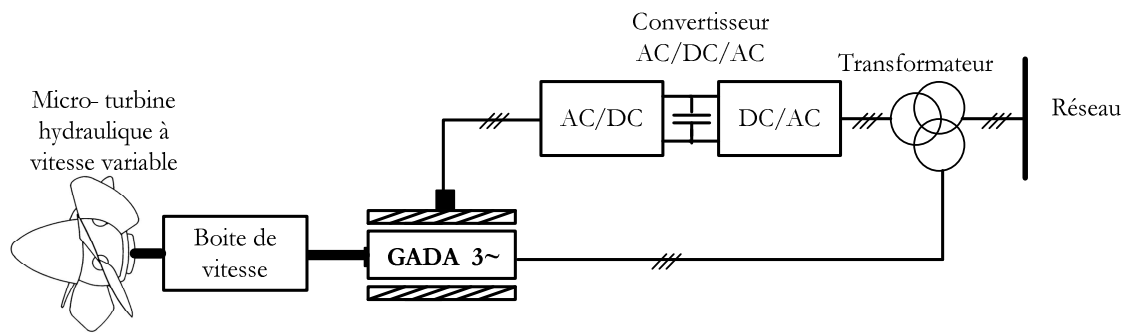 Convertisseur
AC/DC/AC
Transformateur
Micro- turbine
hydraulique à
vitesse variable
AC/DC
DC/AC
Réseau
Boite de
vitesse
GADA 3~